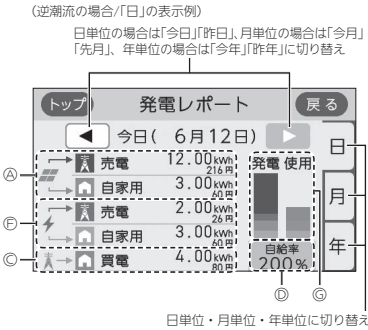 (逆潮流の場合/「日」の表示例)
日単位の場合は「今日」「昨日」、月単位の場合は「今月」
「先月」、年単位の場合は「今年」「昨年」に切り替え
トップ 発電レポート 戻る
◀ 今日( 6月12日) ▶
日
月
年
Ⓐ
売電 12.00kWh
216円
自家用 3.00kWh
60円
Ⓕ
売電 2.00kWh
26円
自家用 3.00kWh
60円
Ⓒ
買電 4.00kWh
80円
発電 使用
自給率
200%
Ⓓ Ⓖ
日単位・月単位・年単位に切り替え